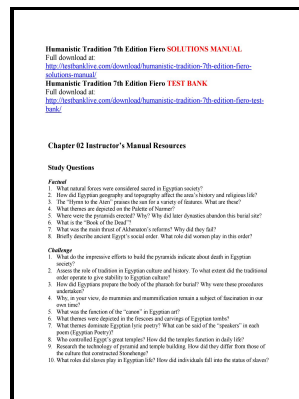 Humanistic Tradition 7th Edition Fiero SOLUTIONS MANUAL
Full download at:
http://testbanklive.com/download/humanistic-tradition-7th-edition-fiero-
solutions-manual/
Humanistic Tradition 7th Edition Fiero TEST BANK
Full download at:
http://testbanklive.com/download/humanistic-tradition-7th-edition-fiero-test-
bank/
Chapter 02 Instructor's Manual Resources
Study Questions
Factual
1. What natural forces were considered sacred in Egyptian society?
2. How did Egyptian geography and topography affect the area's history and religious life?
3. The "Hymn to the Aten" praises the sun for a variety of features. What are these?
4. What themes are depicted on the Palette of Narmer?
5. Where were the pyramids erected? Why? Why did later dynasties abandon this burial site?
6. What is the "Book of the Dead"?
7. What was the main thrust of Akhenaton's reforms? Why did they fail?
8. Briefly describe ancient Egypt's social order. What role did women play in this order?
Challenge
1. What do the impressive efforts to build the pyramids indicate about death in Egyptian
society?
2. Assess the role of tradition in Egyptian culture and history. To what extent did the traditional
order operate to give stability to Egyptian culture?
3. How did Egyptians prepare the body of the pharaoh for burial? Why were these procedures
undertaken?
4. Why, in your view, do mummies and mummification remain a subject of fascination in our
own time?
5. What was the function of the "canon" in Egyptian art?
6. What themes were depicted in the frescoes and carvings of Egyptian tombs?
7. What themes dominate Egyptian lyric poetry? What can be said of the "speakers" in each
poem (Egyptian Poetry)?
8. Who controlled Egypt's great temples? How did the temples function in daily life?
9. Research the technology of pyramid and temple building. How did they differ from those of
the culture that constructed Stonehenge?
10. What roles did slaves play in Egyptian life? How did individuals fall into the status of slaves?